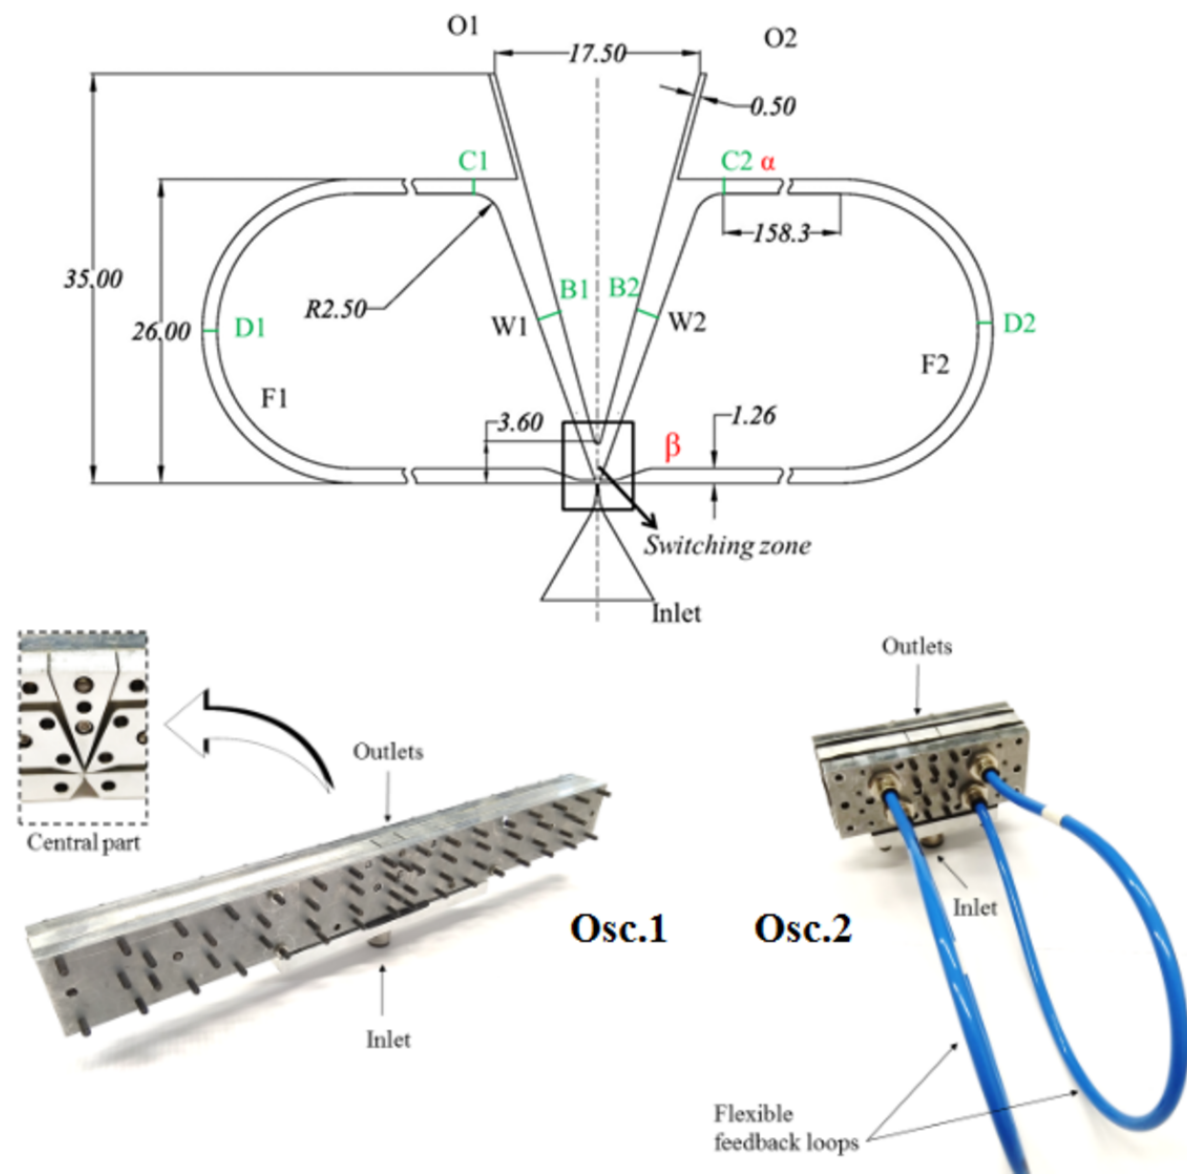 O1
O2
17.50
0.50
C1
C2 α
158.3
35.00
26.00
R2.50
B1
B2
W1
W2
D1
D2
F1
F2
3.60
1.26
β
Switching zone
Inlet
Outlets
Outlets
Central part
Osc.1
Osc.2
Inlet
Inlet
Flexible
feedback loops